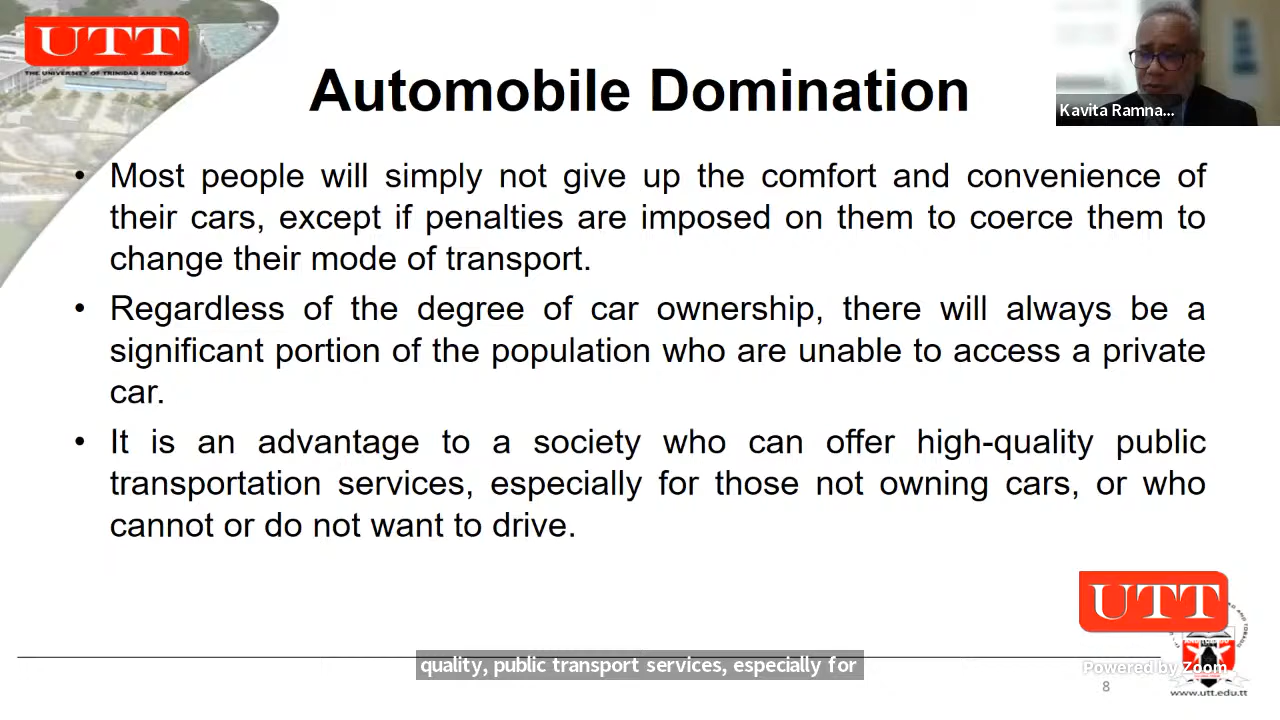 UTT
THE UNIVERSITY OF TRINIDAD AND TOBAGO
Automobile Domination
Kavita Ramna...
• Most people will simply not give up the comfort and convenience of
their cars, except if penalties are imposed on them to coerce them to
change their mode of transport.
• Regardless of the degree of car ownership, there will always be a
significant portion of the population who are unable to access a private
car.
• It is an advantage to a society who can offer high-quality public
transportation services, especially for those not owning cars, or who
cannot or do not want to drive.
UTT
quality, public transport services, especially for
Powered by Zoom
8
www.utt.edu.tt